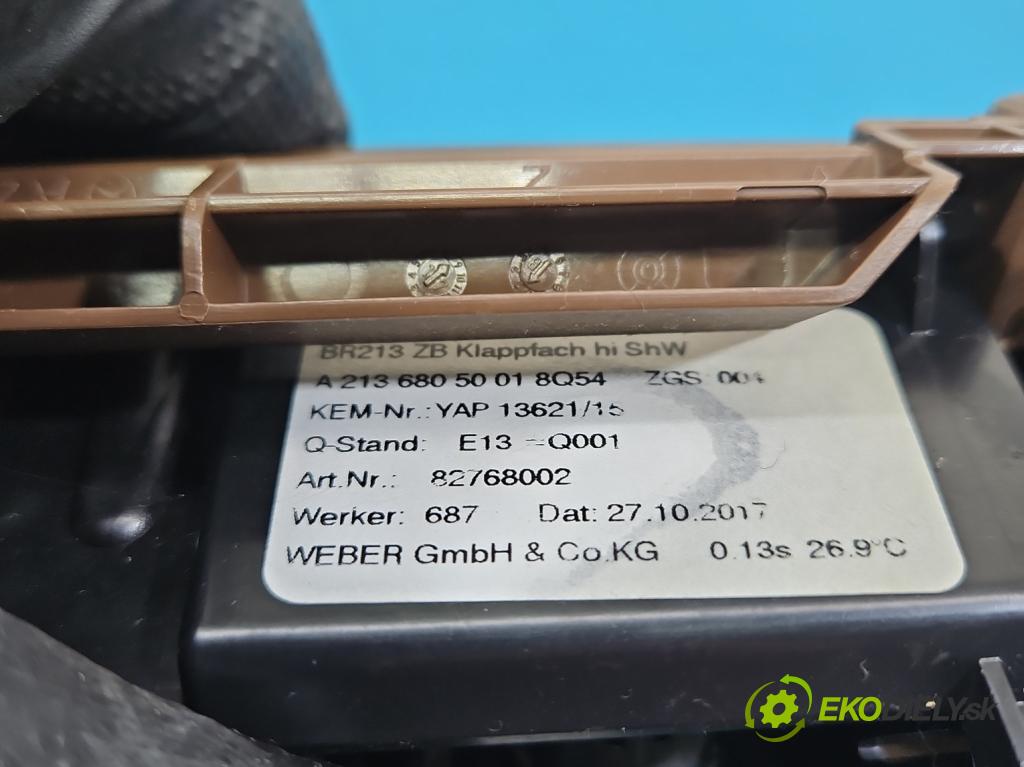 BR213 ZB Klappfach hi ShW
A 213 680 50 01 8Q54 ZGS 004
KEM-Nr.:YAP 13621/15
Q-Stand: E13 -Q001
Art.Nr.: 82768002
Werker: 687 Dat: 27.10.2017
WEBER GmbH & Co.KG 0.13s 26.9°C
EKODIELY.sk